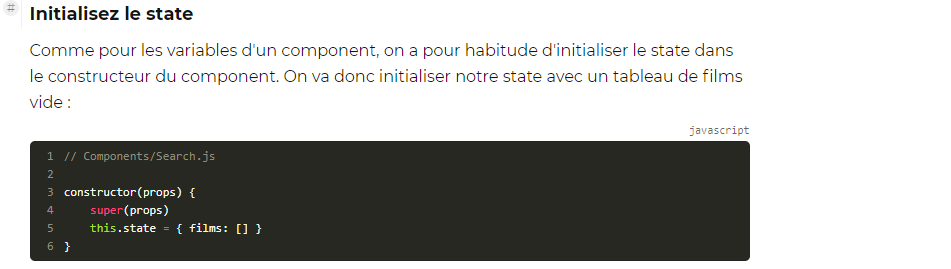 #
Initialisez le state
Comme pour les variables d'un component, on a pour habitude d'initialiser le state dans
le constructeur du component. On va donc initialiser notre state avec un tableau de films
vide :
javascript
1 // Components/Search.js
2
3 constructor(props) {
4     super(props)
5     this.state = { films: [] }
6 }